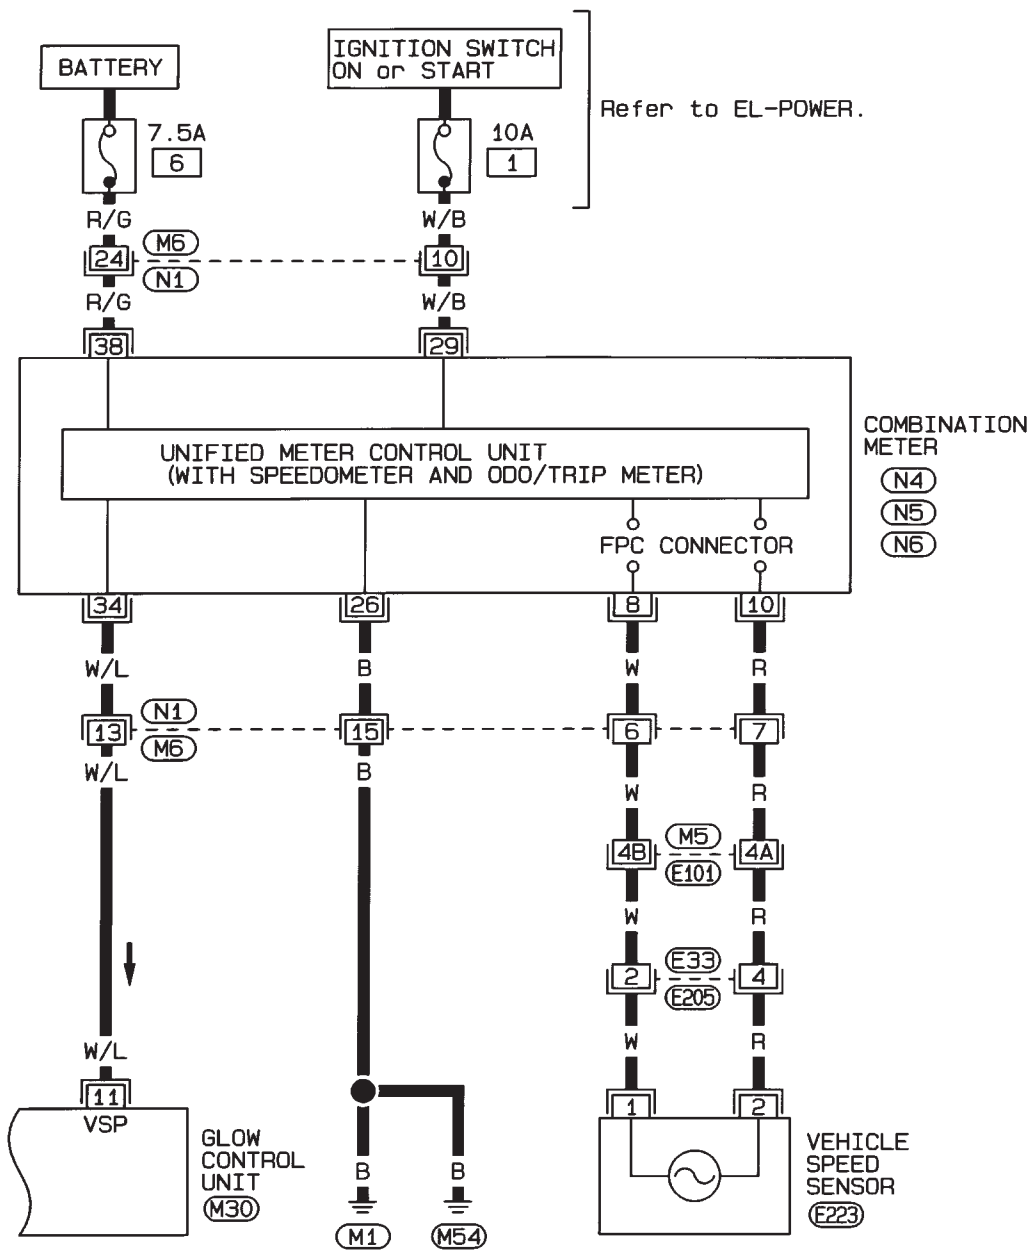 BATTERY
IGNITION SWITCH
ON or START
Refer to EL-POWER.
7.5A
6
10A
1
R/G
W/B
24
M6
N1
10
R/G
W/B
38
29
UNIFIED METER CONTROL UNIT
(WITH SPEEDOMETER AND ODO/TRIP METER)
COMBINATION
METER
N4
N5
N6
FPC CONNECTOR
34
26
8
10
W/L
B
W
R
13
N1
M6
15
6
7
W/L
B
W
R
4B
M5
E101
4A
W
R
2
E33
E205
4
W/L
W
R
11
VSP
1
2
GLOW
CONTROL
UNIT
M30
B
B
M1
M54
VEHICLE
SPEED
SENSOR
E223